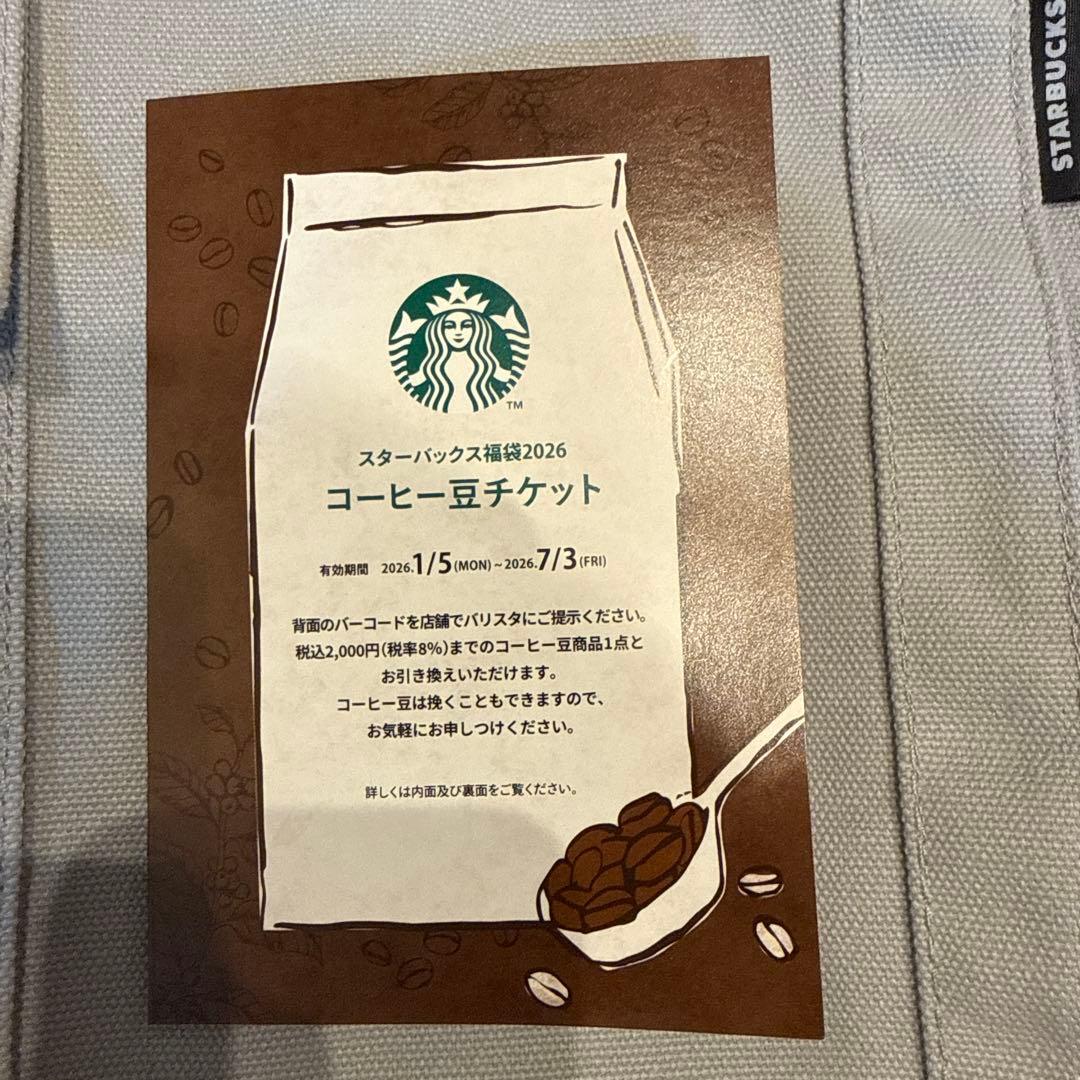 STARBUCKS
TM
スターバックス福袋2026
コーヒー豆チケット
有効期間 2026.1/5(MON)~2026.7/3(FRI)
背面のバーコードを店舗でバリスタにご提示ください。
税込2,000円(税率8%)までのコーヒー豆商品1点と
お引き換えいただけます。
コーヒー豆は挽くこともできますので、
お気軽にお申しつけください。
詳しくは内面及び裏面をご覧ください。